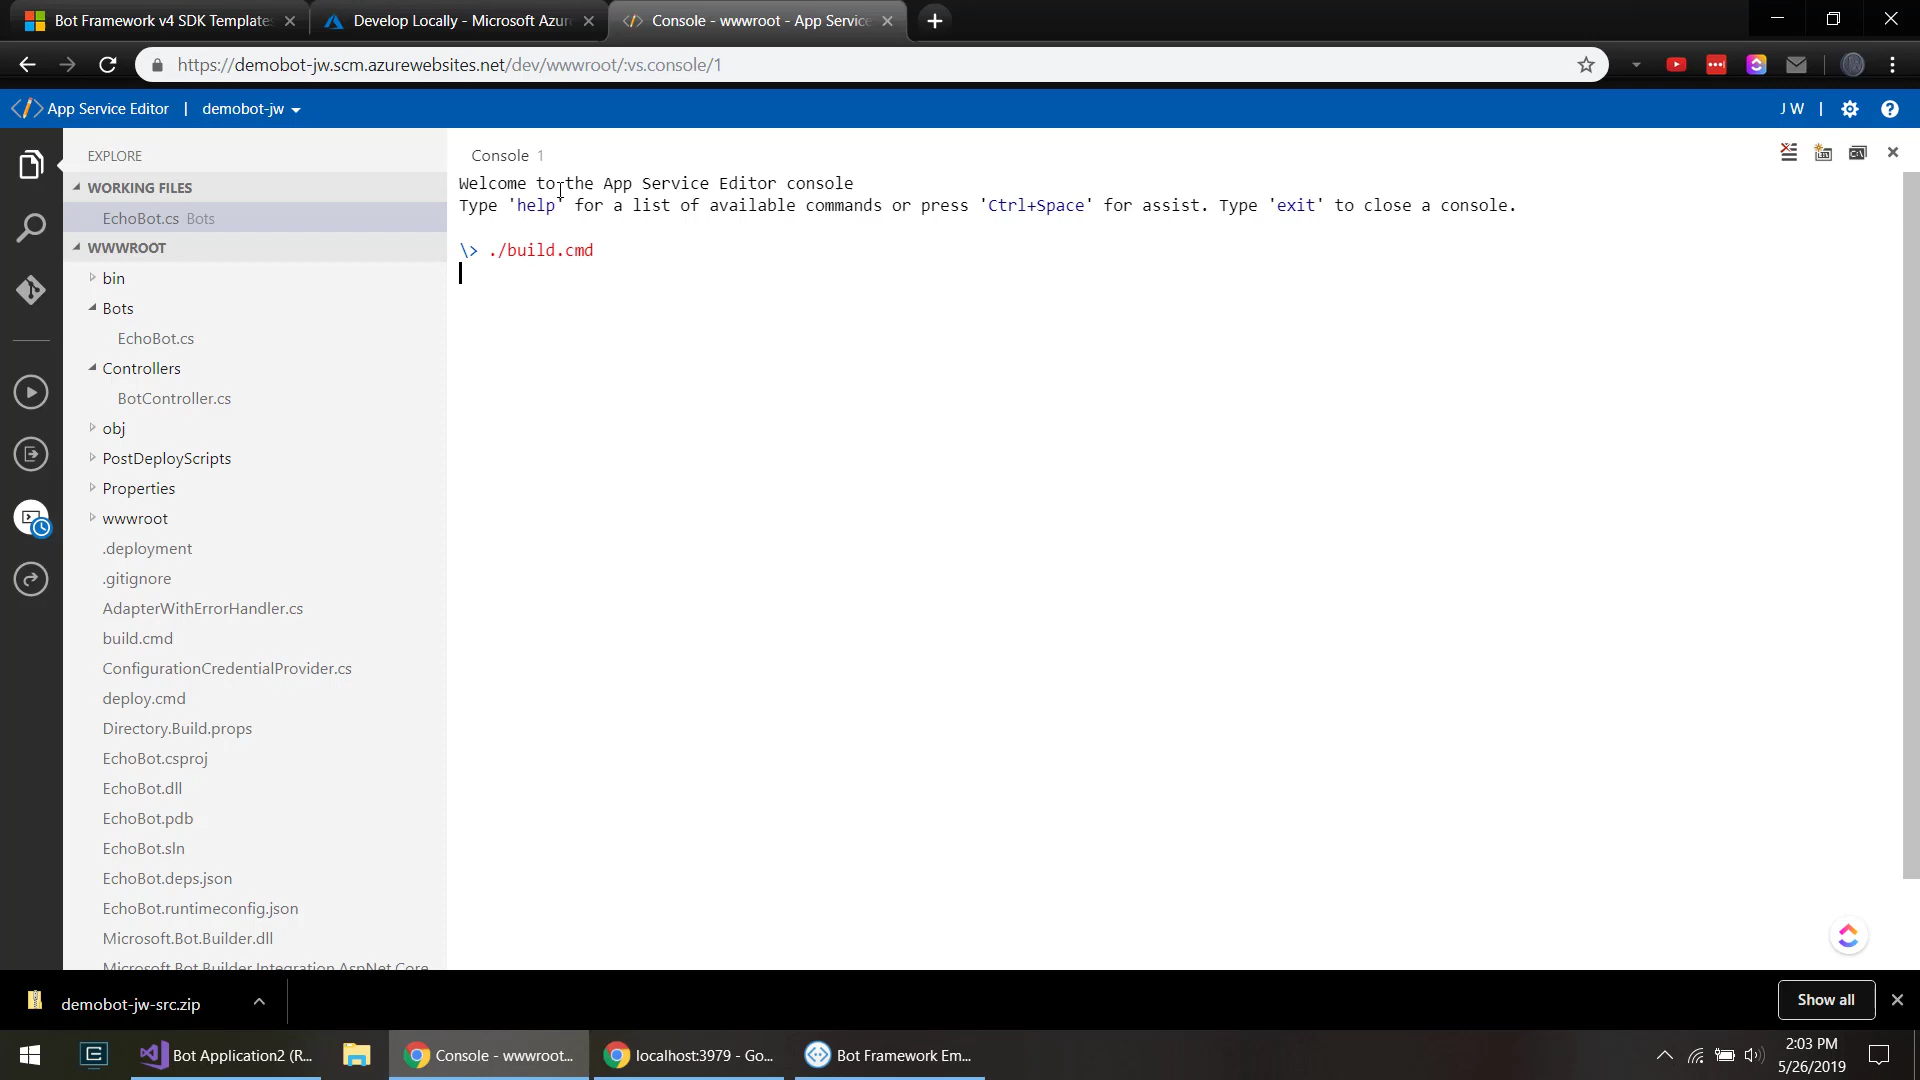 Bot Framework v4 SDK Templates
Develop Locally - Microsoft Azur
Console - wwwroot - App Service
https://demobot-jw.scm.azurewebsites.net/dev/wwwroot/:vs.console/1
App Service Editor | demobot-jw
J W |
EXPLORE
WORKING FILES
EchoBot.cs Bots
WWWROOT
bin
Bots
EchoBot.cs
Controllers
BotController.cs
obj
PostDeployScripts
Properties
wwwroot
.deployment
.gitignore
AdapterWithErrorHandler.cs
build.cmd
ConfigurationCredentialProvider.cs
deploy.cmd
Directory.Build.props
EchoBot.csproj
EchoBot.dll
EchoBot.pdb
EchoBot.sln
EchoBot.deps.json
EchoBot.runtimeconfig.json
Microsoft.Bot.Builder.dll
Microsoft.Bot.Builder.Integration.AspNet.Core
Console 1
Welcome to the App Service Editor console
Type 'help' for a list of available commands or press 'Ctrl+Space' for assist. Type 'exit' to close a console.
\> ./build.cmd
demobot-jw-src.zip
Show all
Bot Application2 (R...
Console - wwwroot...
localhost:3979 - Go...
Bot Framework Em...
2:03 PM
5/26/2019